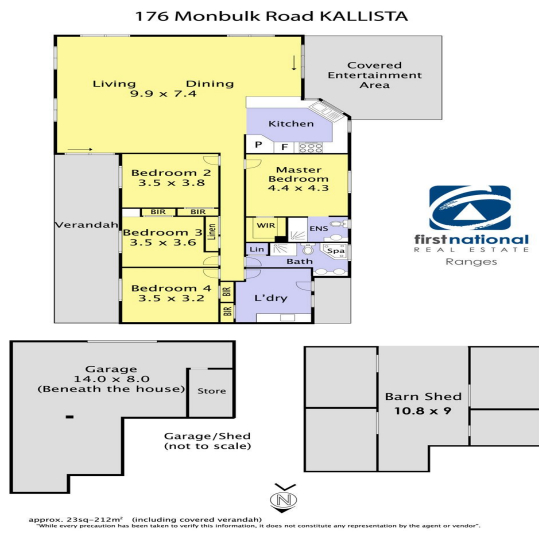 176 Monbulk Road KALLISTA
Living Dining
9.9 x 7.4
Covered
Entertainment
Area
Kitchen
P F
Bedroom 2
3.5 x 3.8
Master
Bedroom
4.4 x 4.3
BIR BIR
Verandah
Bedroom 3
3.5 x 3.6
Linen
WIR
ENS
Lin
Bath
Spa
Bedroom 4
3.5 x 3.2
BIR
BIR
L'dry
firstnational
REAL ESTATE
Ranges
Garage
14.0 x 8.0
(Beneath the house)
Store
Garage/Shed
(not to scale)
Barn Shed
10.8 x 9
N
approx. 23sq-212m² (including covered verandah)
"While every precaution has been taken to verify this information, it does not constitute any representation by the agent or vendor".